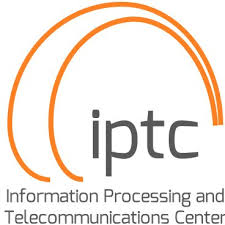 iptc
Information Processing and
Telecommunications Center